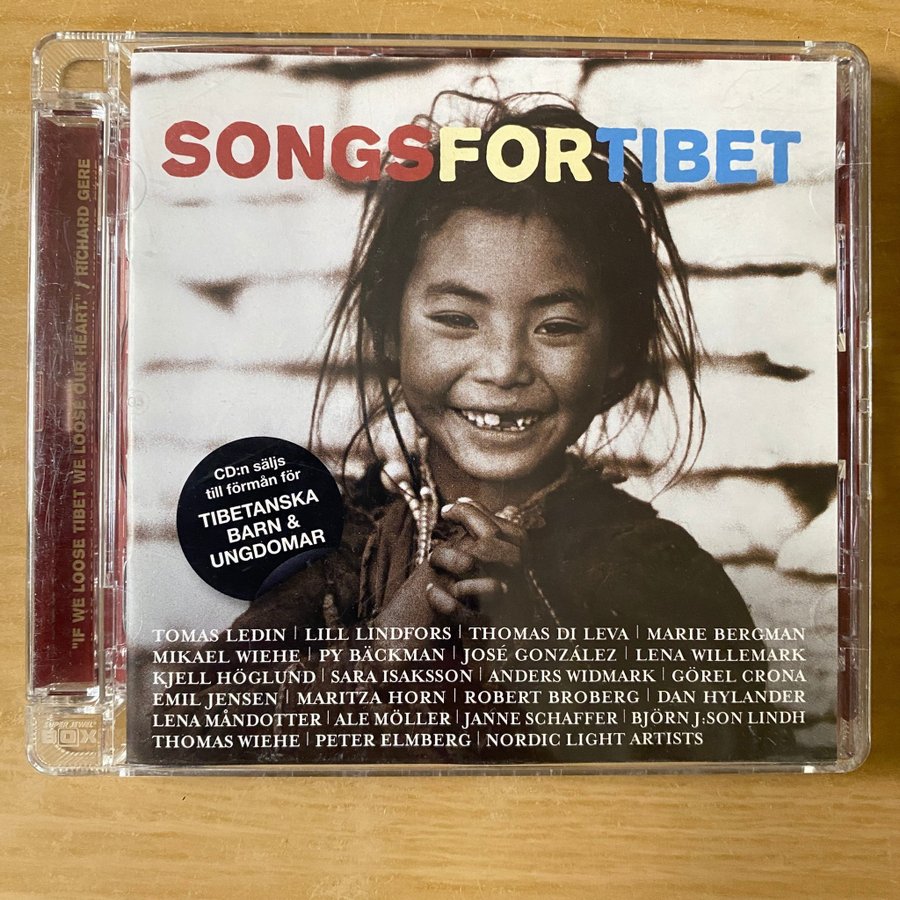 SONGSFORTIBET
"IF WE LOOSE TIBET WE LOOSE OUR HEART." / RICHARD GERE
CD:n säljs
till förmån för
TIBETANSKA
BARN &
UNGDOMAR
TOMAS LEDIN | LILL LINDFORS | THOMAS DI LEVA | MARIE BERGMAN
MIKAEL WIEHE | PY BÄCKMAN | JOSÉ GONZÁLEZ | LENA WILLEMARK
KJELL HÖGLUND | SARA ISAKSSON | ANDERS WIDMARK | GÖREL CRONA
EMIL JENSEN | MARITZA HORN | ROBERT BROBERG | DAN HYLANDER
LENA MÅNDOTTER | ALE MÖLLER | JANNE SCHAFFER | BJÖRN J:SON LINDH
THOMAS WIEHE | PETER ELMBERG | NORDIC LIGHT ARTISTS
SUPER JEWEL
BOX